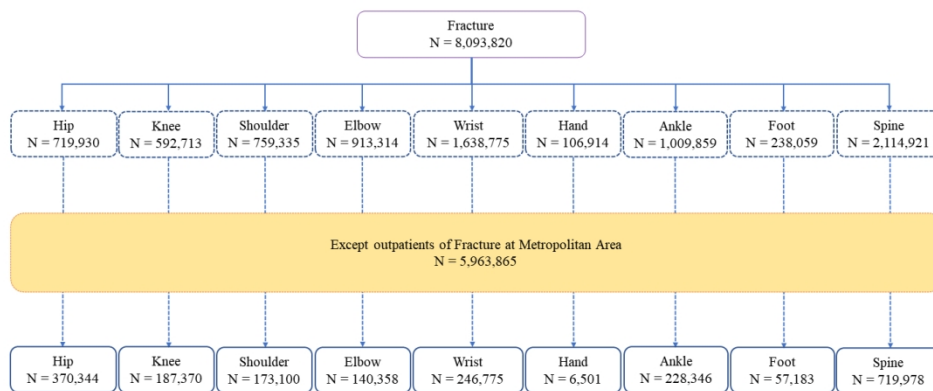 Fracture
N = 8,093,820
Hip
N = 719,930
Knee
N = 592,713
Shoulder
N = 759,335
Elbow
N = 913,314
Wrist
N = 1,638,775
Hand
N = 106,914
Ankle
N = 1,009,859
Foot
N = 238,059
Spine
N = 2,114,921
Except outpatients of Fracture at Metropolitan Area
N = 5,963,865
Hip
N = 370,344
Knee
N = 187,370
Shoulder
N = 173,100
Elbow
N = 140,358
Wrist
N = 246,775
Hand
N = 6,501
Ankle
N = 228,346
Foot
N = 57,183
Spine
N = 719,978